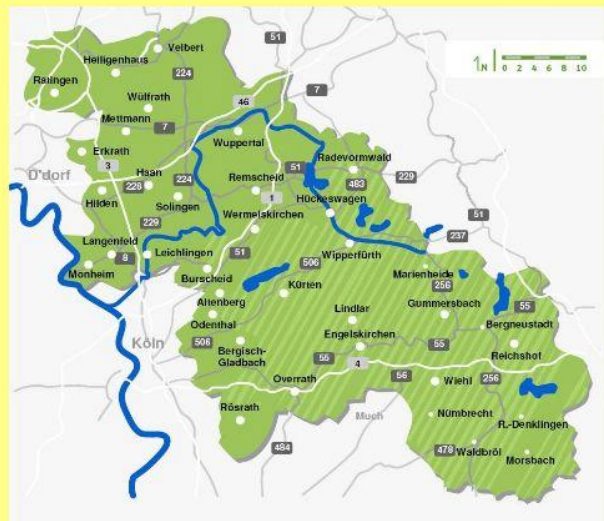 51
Velbert
Heiligenhaus
1N 0 2 4 6 8 10
224
Ratingen
7
Wülfrath
46
Mettmann
7
Wuppertal
Erkrath
3
51
Radevormwald
D'dorf
Haan
229
228
224
Remscheid
483
Hilden
1
Hückeswagen
Solingen
51
229
Wermelskirchen
237
Langenfeld
Leichlingen
Wipperfürth
8
51
506
Monheim
Marienheide
Burscheid
256
Kürten
Altenberg
Lindlar
Gummersbach
55
Odenthal
Bergneustadt
Köln
Engelskirchen
506
55
Bergisch-
Gladbach
55
4
Reichshof
56
Wiehl
256
Overrath
Rösrath
Much
Nümbrecht
R.-Denklingen
484
478
Waldbröl
Morsbach